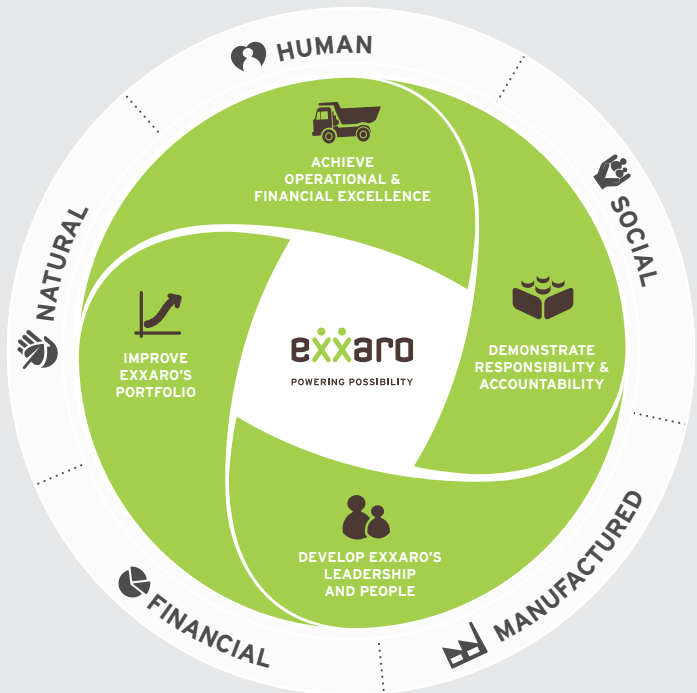 HUMAN
SOCIAL
MANUFACTURED
FINANCIAL
NATURAL
ACHIEVE
OPERATIONAL &
FINANCIAL EXCELLENCE
DEMONSTRATE
RESPONSIBILITY &
ACCOUNTABILITY
DEVELOP EXXARO'S
LEADERSHIP
AND PEOPLE
IMPROVE
EXXARO'S
PORTFOLIO
exxaro
POWERING POSSIBILITY